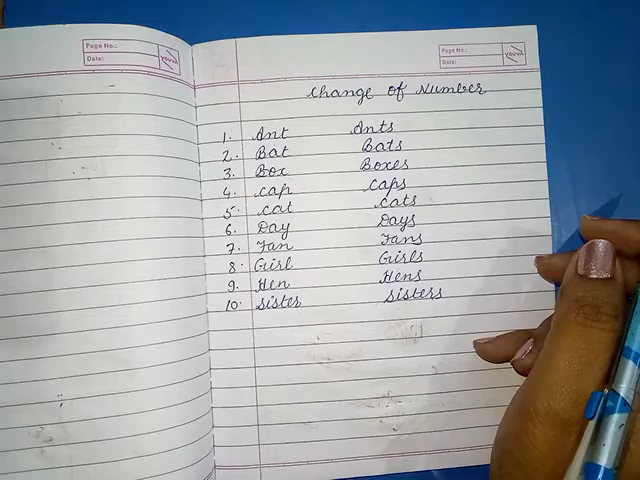 Page No.:
Date:
youva
Page No.:
Date:
youva
Change of Number
1. Ant Ants
2. Bat Bats
3. Box Boxes
4. Cap Caps
5. Cat Cats
6. Day Days
7. Fan Fans
8. Girl Girls
9. Hen Hens
10. Sister Sisters